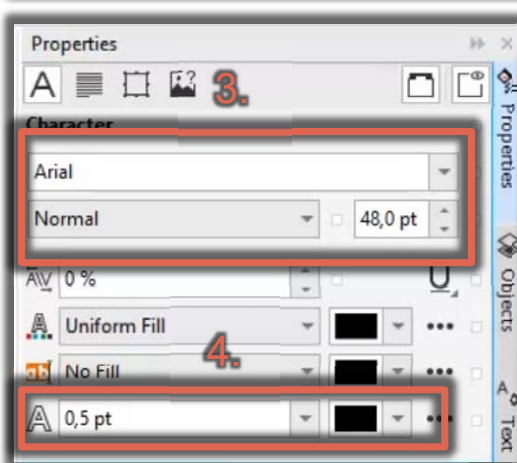 Properties
3.
Character
Arial
Normal 48,0 pt
0 %
U
Uniform Fill
4.
No Fill
0,5 pt
Properties
Objects
Text